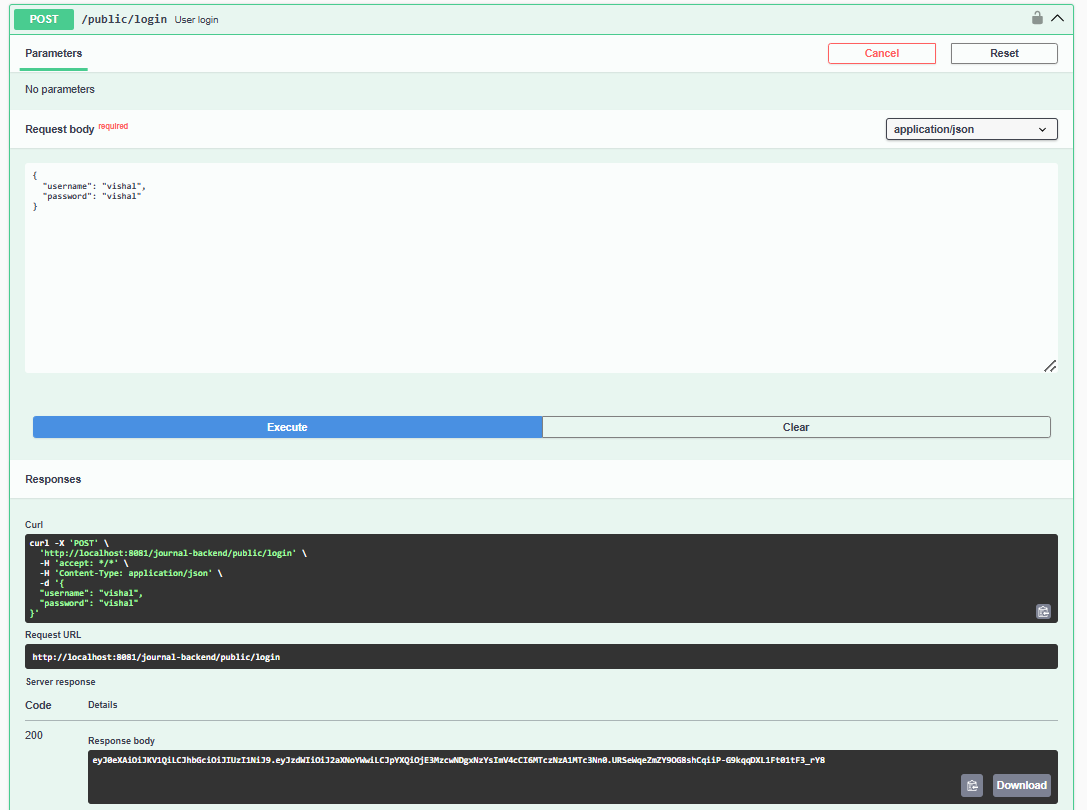 POST /public/login User login
Parameters
Cancel
Reset
No parameters
Request body required
application/json
{
"username": "vishal",
"password": "vishal"
}
Execute
Clear
Responses
Curl
curl -X 'POST' \
'http://localhost:8081/journal-backend/public/login' \
-H 'accept: */*' \
-H 'Content-Type: application/json' \
-d '{
"username": "vishal",
"password": "vishal"
}'
Request URL
http://localhost:8081/journal-backend/public/login
Server response
Code Details
200
Response body
eyJ0eXAiOiJKV1QiLCJhbGciOiJIUzI1NiJ9.eyJzdWIiOiJ2aXNoYWwiLCJpYXQiOjE3MzcwNDgxNzYsImV4cCI6MTczNzA1MTc3Nn0.URSeWqeZmZY9OG8shCqiiP-G9kqqDXL1Ft01tF3_rY8
Download